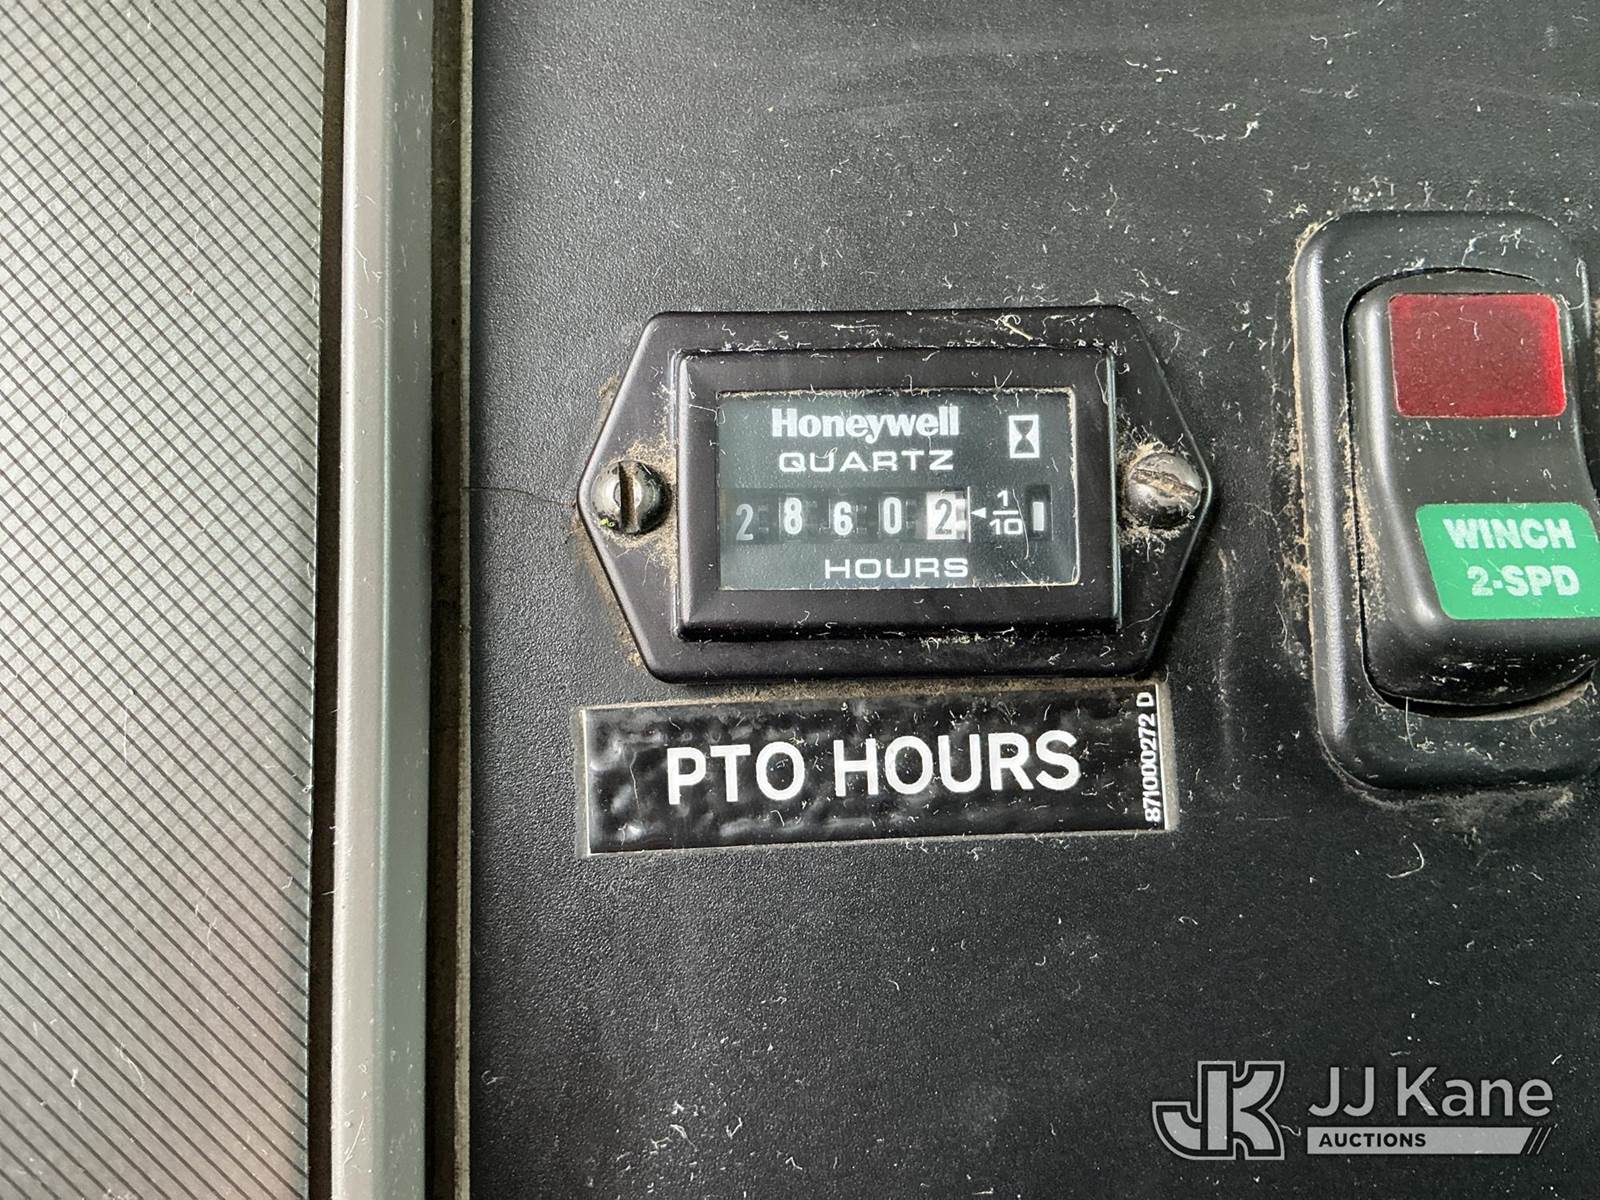 Honeywell
QUARTZ
2 8 6 0 2 ◄ 1/10
HOURS
PTO HOURS
871000272 D
WINCH
2-SPD
JK JJ Kane
AUCTIONS